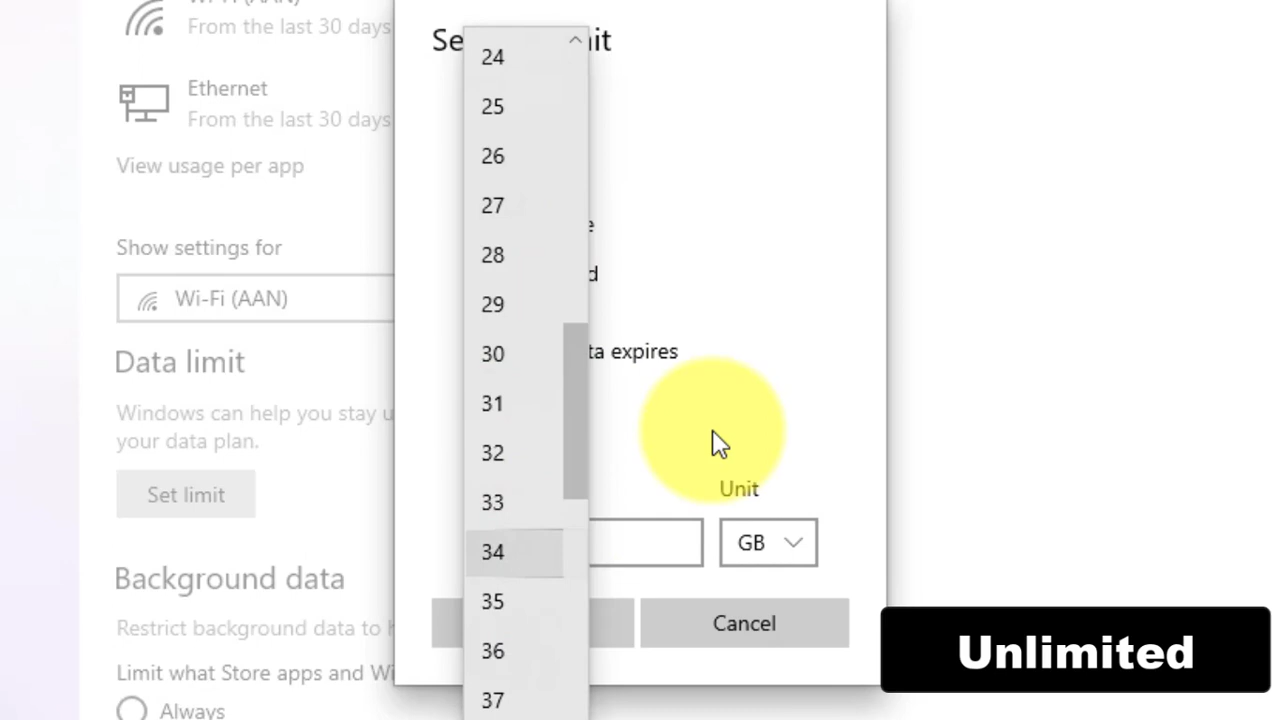 From the last 30 days
Ethernet
From the last 30 days
View usage per app
Show settings for
Wi-Fi (AAN)
Data limit
Windows can help you stay u
your data plan.
Set limit
Background data
Restrict background data to h
Limit what Store apps and Wi
Always
Se
it
24
25
26
27
28
29
30
31
32
33
34
35
36
37
e
d
ta expires
Unit
GB
Cancel
Unlimited